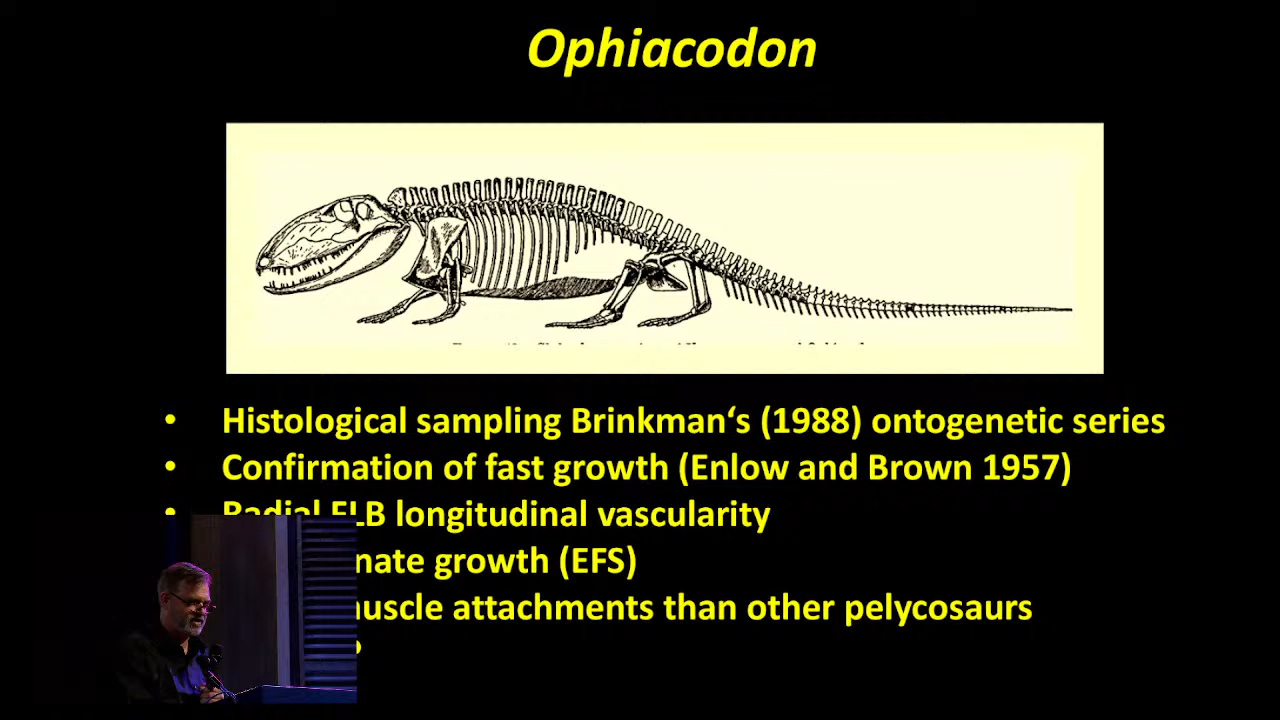 Ophiacodon
• Histological sampling Brinkman‘s (1988) ontogenetic series
• Confirmation of fast growth (Enlow and Brown 1957)
• Radial FLB longitudinal vascularity
nate growth (EFS)
muscle attachments than other pelycosaurs